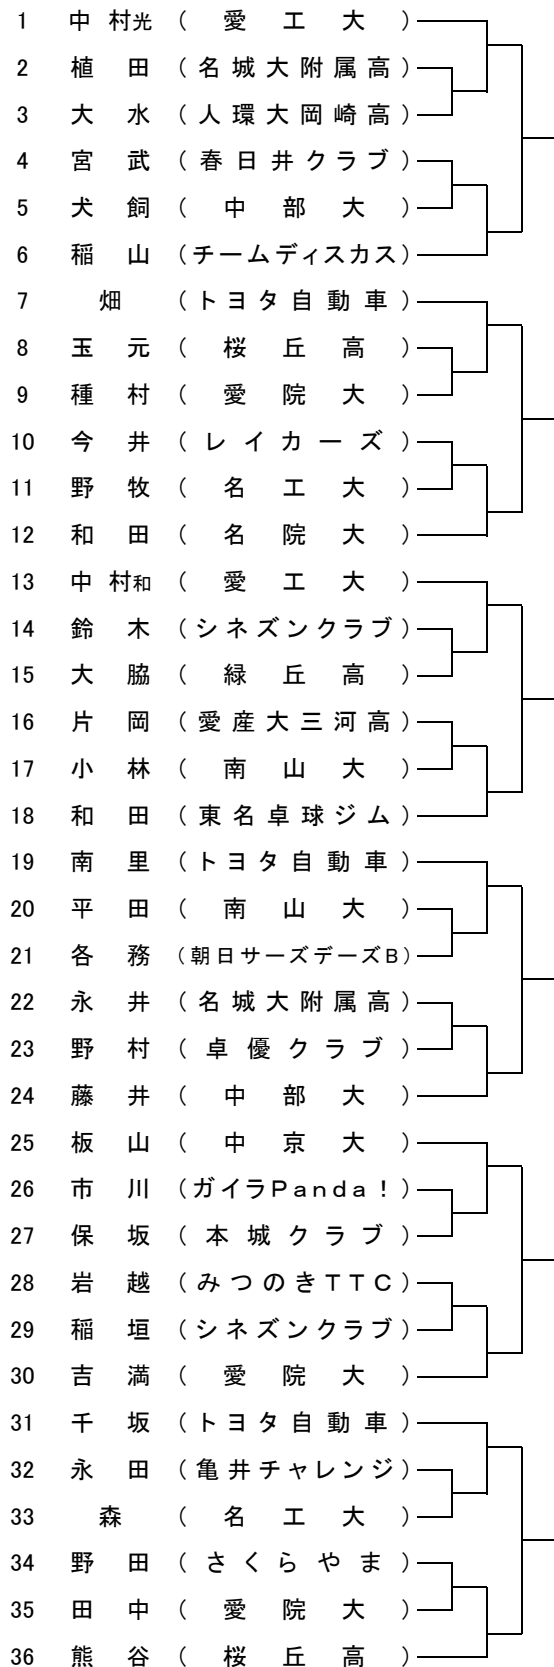 1 中村光 (愛工大)
2 植田 (名城大附属高)
3 大水 (人環大岡崎高)
4 宮武 (春日井クラブ)
5 犬飼 (中部大)
6 稲山 (チームディスカス)
7 畑 (トヨタ自動車)
8 玉元 (桜丘高)
9 種村 (愛院大)
10 今井 (レイカーズ)
11 野牧 (名工大)
12 和田 (名院大)
13 中村和 (愛工大)
14 鈴木 (シネズンクラブ)
15 大脇 (緑丘高)
16 片岡 (愛産大三河高)
17 小林 (南山大)
18 和田 (東名卓球ジム)
19 南里 (トヨタ自動車)
20 平田 (南山大)
21 各務 (朝日サーズデーズB)
22 永井 (名城大附属高)
23 野村 (卓優クラブ)
24 藤井 (中部大)
25 板山 (中京大)
26 市川 (ガイラPanda!)
27 保坂 (本城クラブ)
28 岩越 (みつのきTTC)
29 稲垣 (シネズンクラブ)
30 吉満 (愛院大)
31 千坂 (トヨタ自動車)
32 永田 (亀井チャレンジ)
33 森 (名工大)
34 野田 (さくらやま)
35 田中 (愛院大)
36 熊谷 (桜丘高)